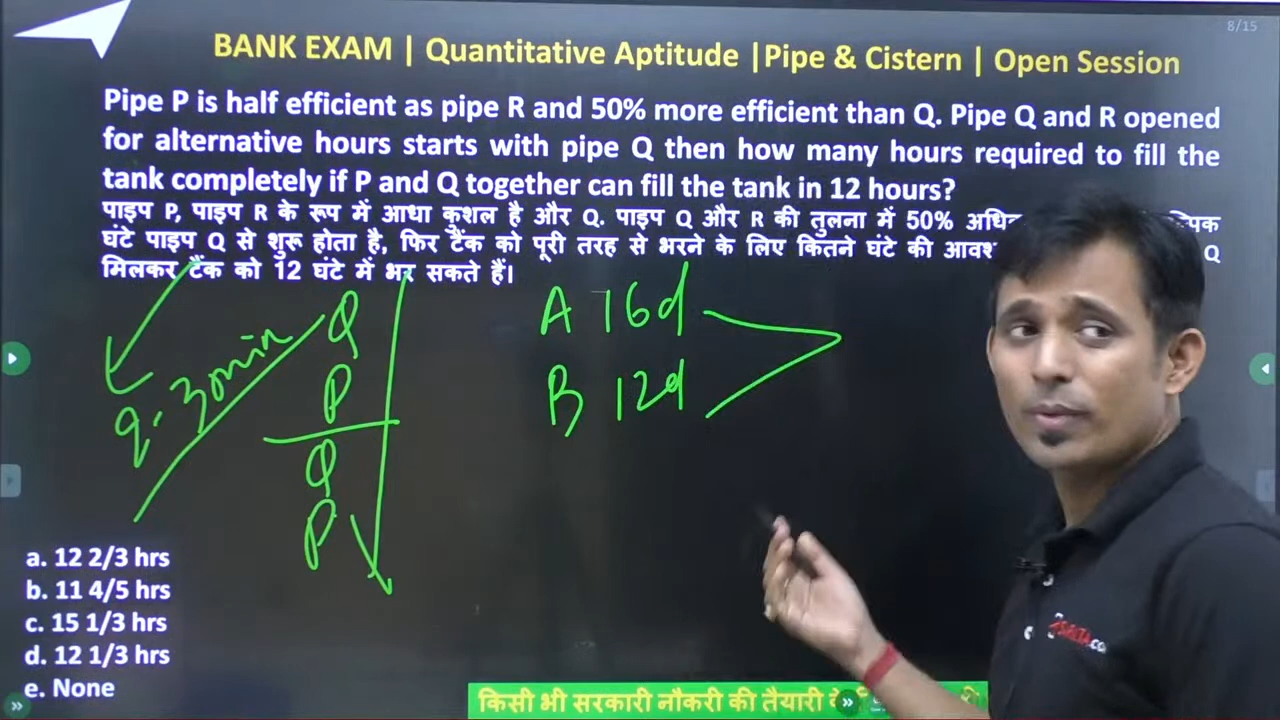 8/15
BANK EXAM | Quantitative Aptitude |Pipe & Cistern | Open Session
Pipe P is half efficient as pipe R and 50% more efficient than Q. Pipe Q and R opened
for alternative hours starts with pipe Q then how many hours required to fill the
tank completely if P and Q together can fill the tank in 12 hours?
पाइप P, पाइप R के रूप में आधा कुशल है और Q. पाइप Q और R की तुलना में 50%
घंटे पाइप Q से शुरू होता है, फिर टैंक को पूरी तरह से भरने के लिए कितने घंटे की Q
मिलकर टैंक को 12 घंटे में भर सकते हैं।
Q
P
Q
P
30min
A 16d
B 12d
a. 12 2/3 hrs
b. 11 4/5 hrs
c. 15 1/3 hrs
d. 12 1/3 hrs
e. None
किसी भी सरकारी नौकरी की तैयारी